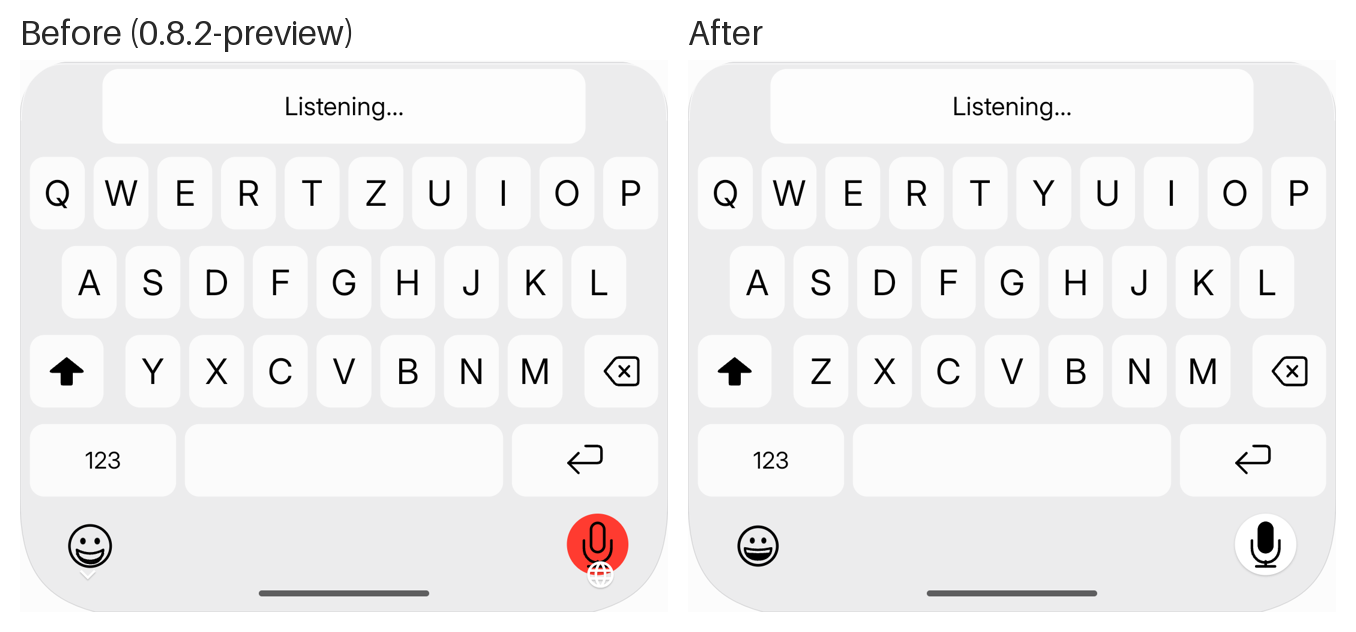 Before (0.8.2-preview)
Listening...
Q W E R T Z U I O P
A S D F G H J K L
Y X C V B N M
123
After
Listening...
Q W E R T Y U I O P
A S D F G H J K L
Z X C V B N M
123